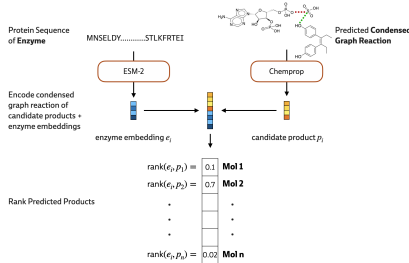 Protein Sequence of Enzyme
MNSELDY............STLKFRTEI
Predicted Condensed Graph Reaction
ESM-2
Chemprop
Encode condensed graph reaction of candidate products + enzyme embeddings
enzyme embedding eᵢ
candidate product pᵢ
rank(eᵢ, p₁) = 0.1 Mol 1
rank(eᵢ, p₂) = 0.7 Mol 2
Rank Predicted Products
rank(eᵢ, pₙ) = 0.02 Mol n